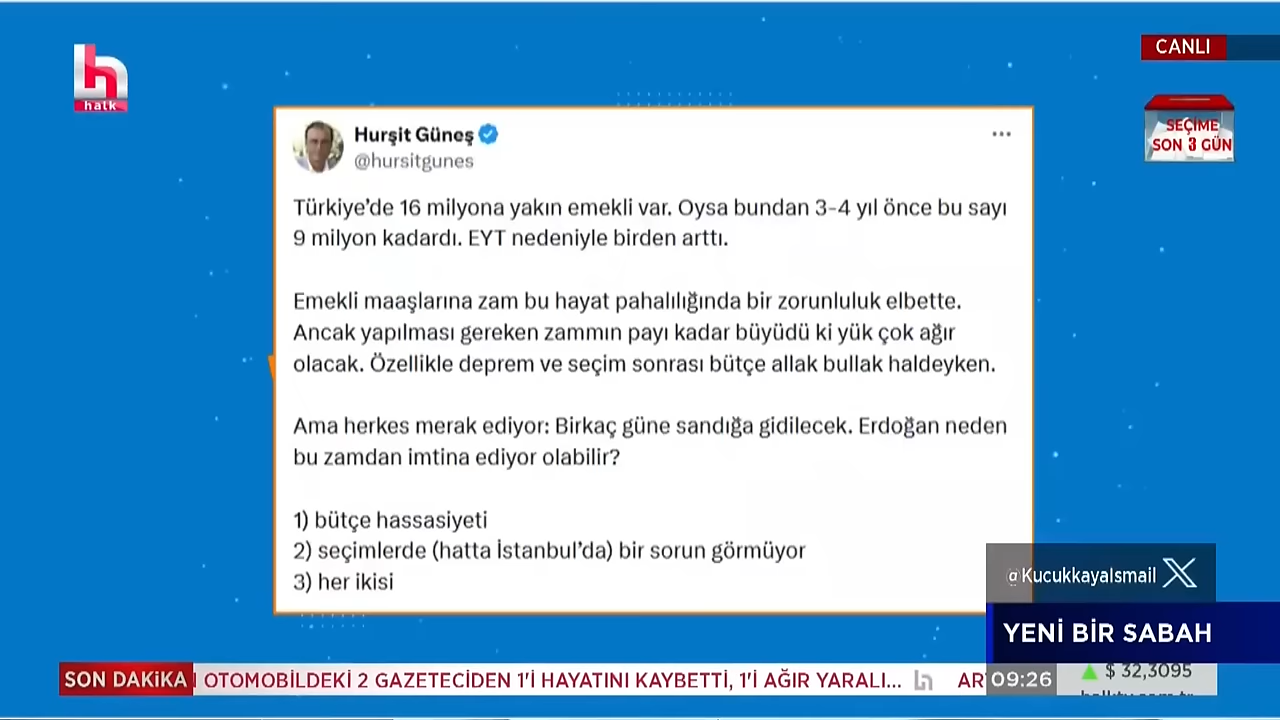 h
halk
CANLI
SEÇİME
SON 3 GÜN
Hurşit Güneş
@hursitgunes
Türkiye'de 16 milyona yakın emekli var. Oysa bundan 3-4 yıl önce bu sayı
9 milyon kadardı. EYT nedeniyle birden arttı.
Emekli maaşlarına zam bu hayat pahalılığında bir zorunluluk elbette.
Ancak yapılması gereken zammın payı kadar büyüdü ki yük çok ağır
olacak. Özellikle deprem ve seçim sonrası bütçe allak bullak haldeyken.
Ama herkes merak ediyor: Birkaç güne sandığa gidilecek. Erdoğan neden
bu zamdan imtina ediyor olabilir?
1) bütçe hassasiyeti
2) seçimlerde (hatta İstanbul'da) bir sorun görmüyor
3) her ikisi
@KucukkayaIsmail X
YENİ BİR SABAH
SON DAKİKA OTOMOBİLDEKİ 2 GAZETECİDEN 1'İ HAYATINI KAYBETTİ, 1'İ AĞIR YARALI... h AR 09:26 $ 32,3095